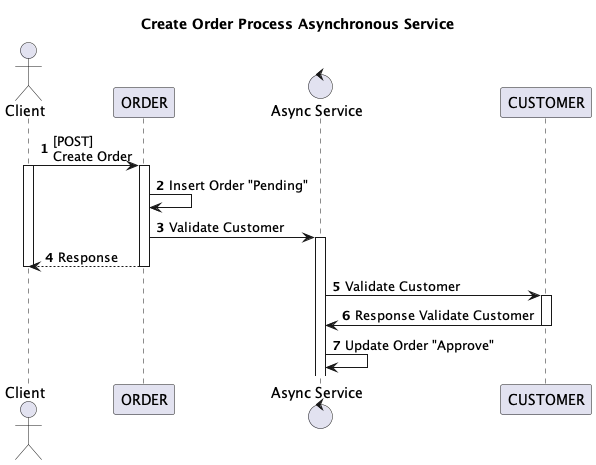 Create Order Process Asynchronous Service
Client
ORDER
Async Service
CUSTOMER
1 [POST]
Create Order
2 Insert Order "Pending"
3 Validate Customer
4 Response
5 Validate Customer
6 Response Validate Customer
7 Update Order "Approve"
Client
ORDER
Async Service
CUSTOMER